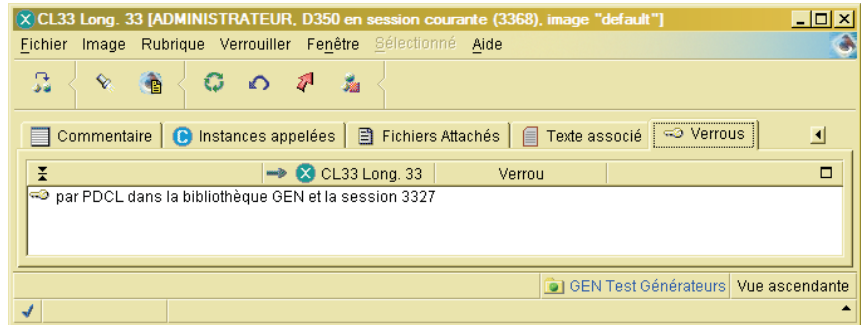 CL33 Long. 33 [ADMINISTRATEUR, D350 en session courante (3368), image "default"]
Fichier Image Rubrique Verrouiller Fenêtre Sélectionné Aide
Commentaire Instances appelées Fichiers Attachés Texte associé Verrous
CL33 Long. 33 Verrou
par PDCL dans la bibliothèque GEN et la session 3327
GEN Test Générateurs Vue ascendante